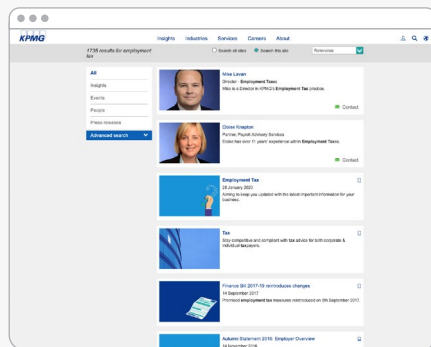 KPMG
Insights Industries Services Careers About
1735 results for employment
tax
Search all sites Search this site
Relevance
All
Insights
Events
People
Press releases
Advanced search
Mike Lavan
Director - Employment Taxes
Mike is a Director in KPMG's Employment Tax practice.
Contact
Eloise Knapton
Partner, Payroll Advisory Services
Eloise has over 11 years' experience within Employment Taxes.
Contact
Employment Tax
28 January 2020
Aiming to keep you updated with the latest important information for your
business.
Tax
Stay competitive and compliant with tax advice for both corporate &
individual taxpayers.
Finance Bill 2017-19 reintroduces changes
14 September 2017
Promised employment tax measures reintroduced on 8th September 2017.
Autumn Statement 2016: Employer Overview
14 November 2016